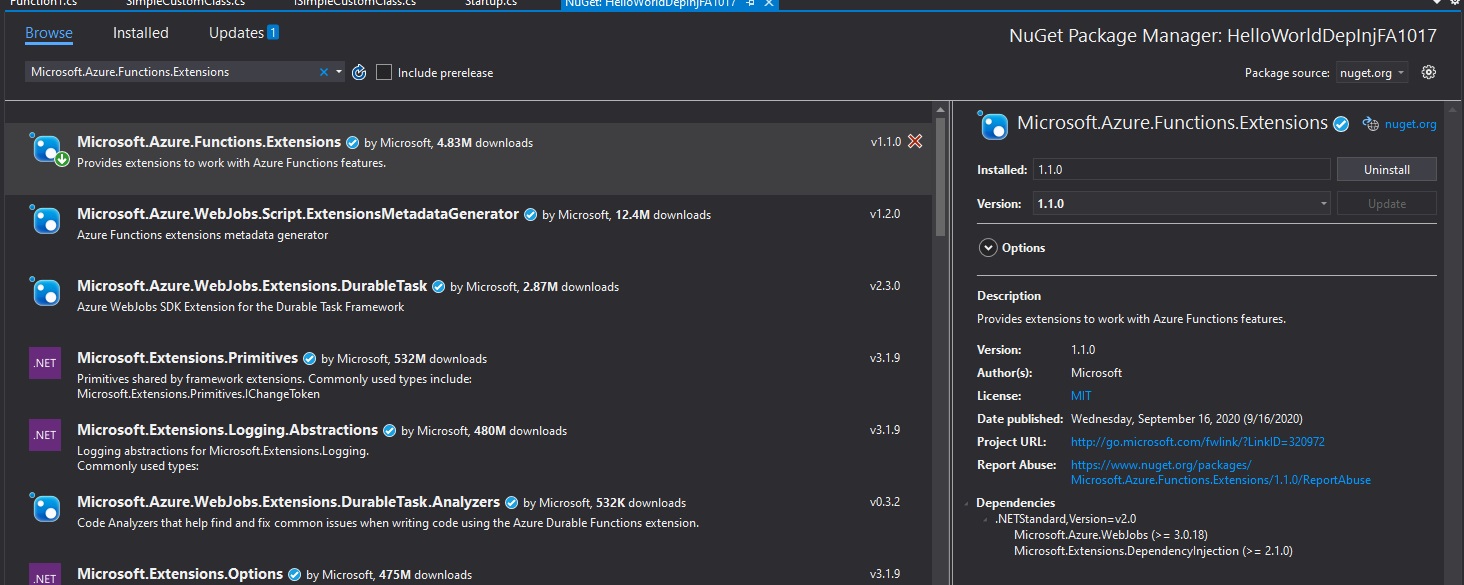 Function1.cs SimpleCustomClass.cs ISimpleCustomClass.cs Startup.cs NuGet: HelloWorldDepInjFA1017
Browse Installed Updates 1
NuGet Package Manager: HelloWorldDepInjFA1017
Microsoft.Azure.Functions.Extensions
Include prerelease
Package source: nuget.org
Microsoft.Azure.Functions.Extensions by Microsoft, 4.83M downloads v1.1.0
Provides extensions to work with Azure Functions features.
Microsoft.Azure.WebJobs.Script.ExtensionsMetadataGenerator by Microsoft, 12.4M downloads v1.2.0
Azure Functions extensions metadata generator
Microsoft.Azure.WebJobs.Extensions.DurableTask by Microsoft, 2.87M downloads v2.3.0
Azure WebJobs SDK Extension for the Durable Task Framework
.NET
Microsoft.Extensions.Primitives by Microsoft, 532M downloads v3.1.9
Primitives shared by framework extensions. Commonly used types include:
Microsoft.Extensions.Primitives.IChangeToken
.NET
Microsoft.Extensions.Logging.Abstractions by Microsoft, 480M downloads v3.1.9
Logging abstractions for Microsoft.Extensions.Logging.
Commonly used types:
Microsoft.Azure.WebJobs.Extensions.DurableTask.Analyzers by Microsoft, 532K downloads v0.3.2
Code Analyzers that help find and fix common issues when writing code using the Azure Durable Functions extension.
.NET
Microsoft.Extensions.Options by Microsoft, 475M downloads v3.1.9
Microsoft.Azure.Functions.Extensions nuget.org
Installed: 1.1.0 Uninstall
Version: 1.1.0 Update
Options
Description
Provides extensions to work with Azure Functions features.
Version: 1.1.0
Author(s): Microsoft
License: MIT
Date published: Wednesday, September 16, 2020 (9/16/2020)
Project URL: http://go.microsoft.com/fwlink/?LinkID=320972
Report Abuse: https://www.nuget.org/packages/
Microsoft.Azure.Functions.Extensions/1.1.0/ReportAbuse
Dependencies
.NETStandard,Version=v2.0
Microsoft.Azure.WebJobs (>= 3.0.18)
Microsoft.Extensions.DependencyInjection (>= 2.1.0)